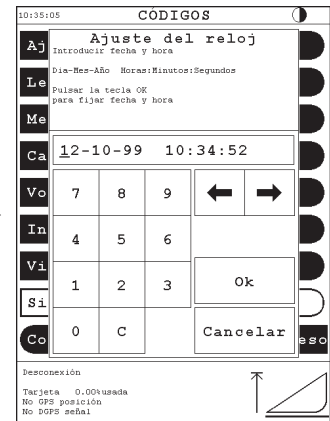 10:35:05 CÓDIGOS
Ajuste del reloj
Introducir fecha y hora
Dia-Mes-Año Horas:Minutos:Segundos
Pulsar la tecla OK
para fijar fecha y hora
Aj
Le
Me
Ca
12-10-99 10:34:52
Vo
7 8 9
In
4 5 6
Vi
1 2 3 Ok
Si
Co
0 C Cancelar
eso
Desconexión
Tarjeta 0.00%usada
No GPS posición
No DGPS señal